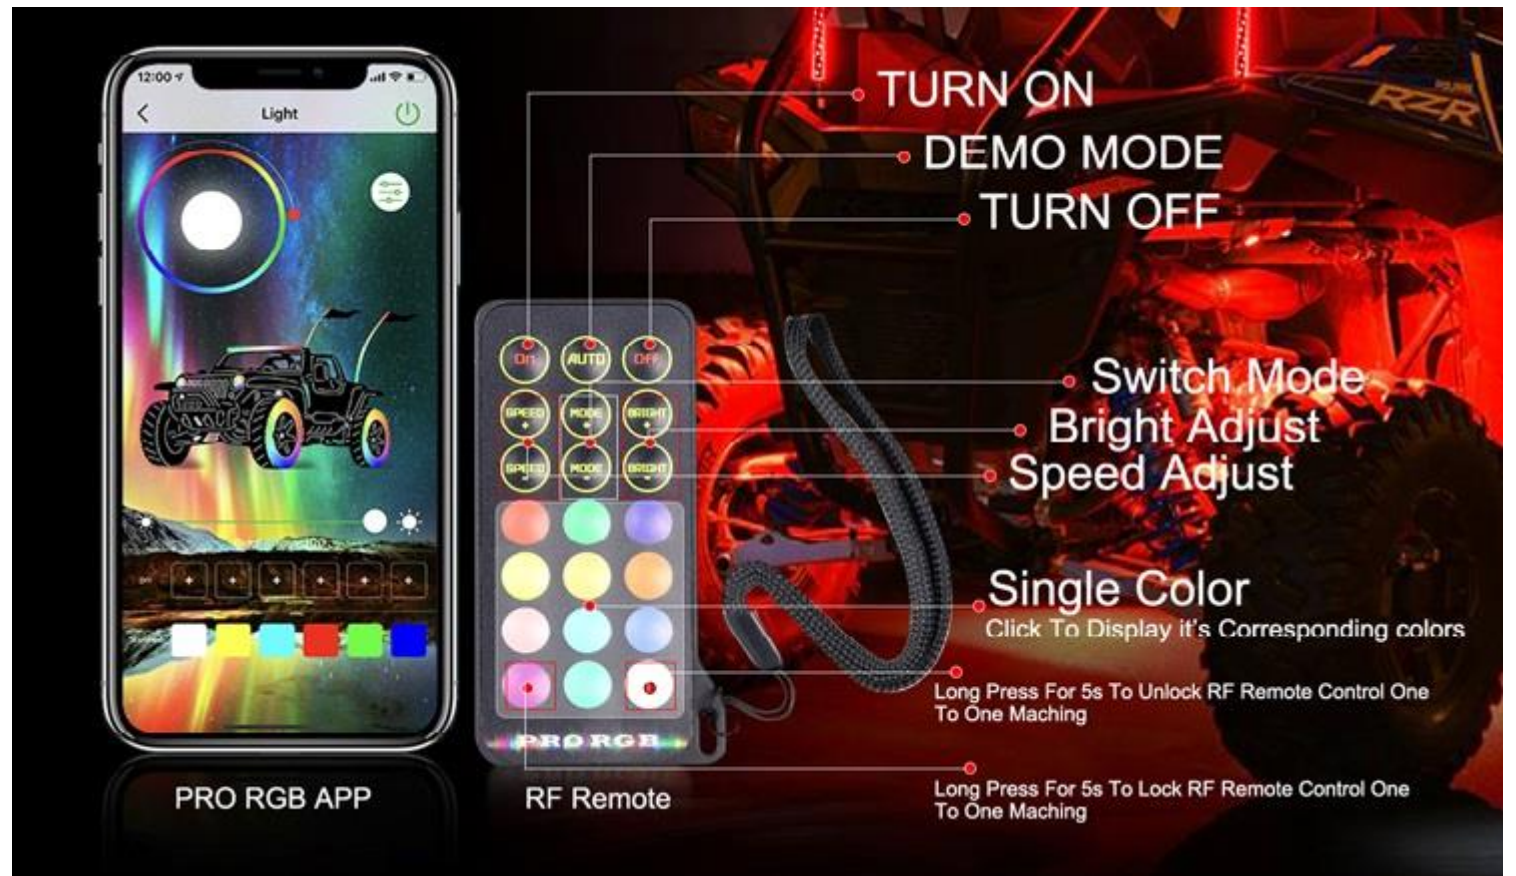 12:00
Light
TURN ON
DEMO MODE
TURN OFF
RZR
On
AUTO
OFF
SPEED
+
MODE
+
BRIGHT
+
SPEED
-
MODE
-
BRIGHT
-
Switch Mode
Bright Adjust
Speed Adjust
Single Color
Click To Display it's Corresponding colors
Long Press For 5s To Unlock RF Remote Control One
To One Maching
PRO RGB
Long Press For 5s To Lock RF Remote Control One
To One Maching
PRO RGB APP
RF Remote